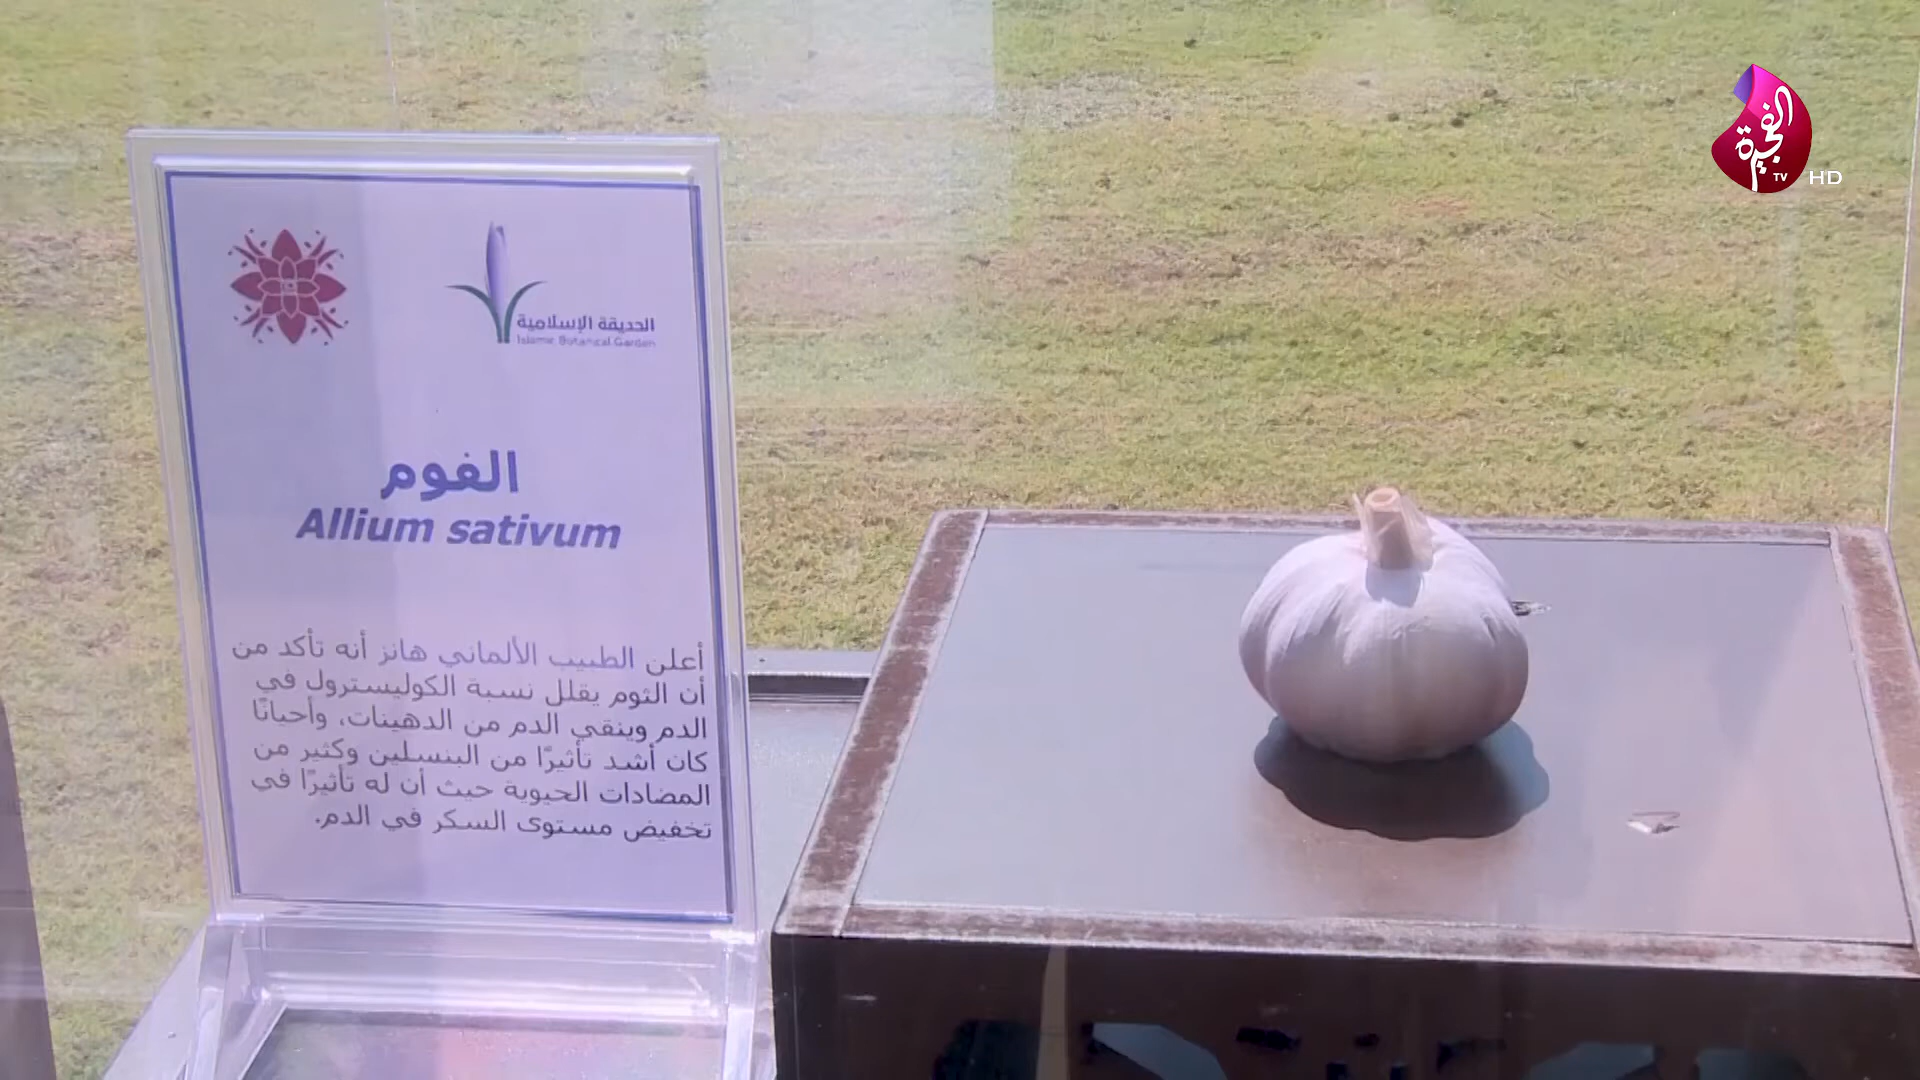 الفجيرة
TV HD
الحديقة الإسلامية
Islamic Botanical Garden
الفوم
Allium sativum
أعلن الطبيب الألماني هانز أنه تأكد من
أن الثوم يقلل نسبة الكوليسترول في
الدم وينقي الدم من الدهينات، وأحيانًا
كان أشد تأثيرًا من البنسلين وكثير من
المضادات الحيوية حيث أن له تأثيرًا في
تخفيض مستوى السكر في الدم.